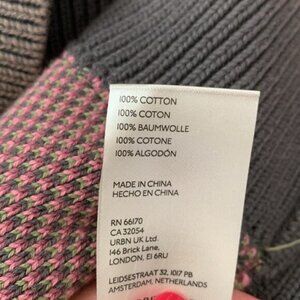 100% COTTON
100% COTON
100% BAUMWOLLE
100% COTONE
100% ALGODÓN
MADE IN CHINA
HECHO EN CHINA
RN 66170
CA 32054
URBN UK Ltd.
146 Brick Lane,
LONDON, E1 6RU
LEIDSESTRAAT 32, 1017 PB
AMSTERDAM, NETHERLANDS